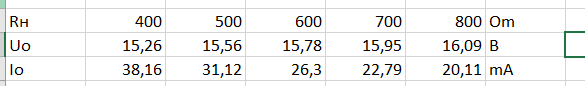 Rн 400 500 600 700 800 Om
Uo 15,26 15,56 15,78 15,95 16,09 В
Io 38,16 31,12 26,3 22,79 20,11 mA